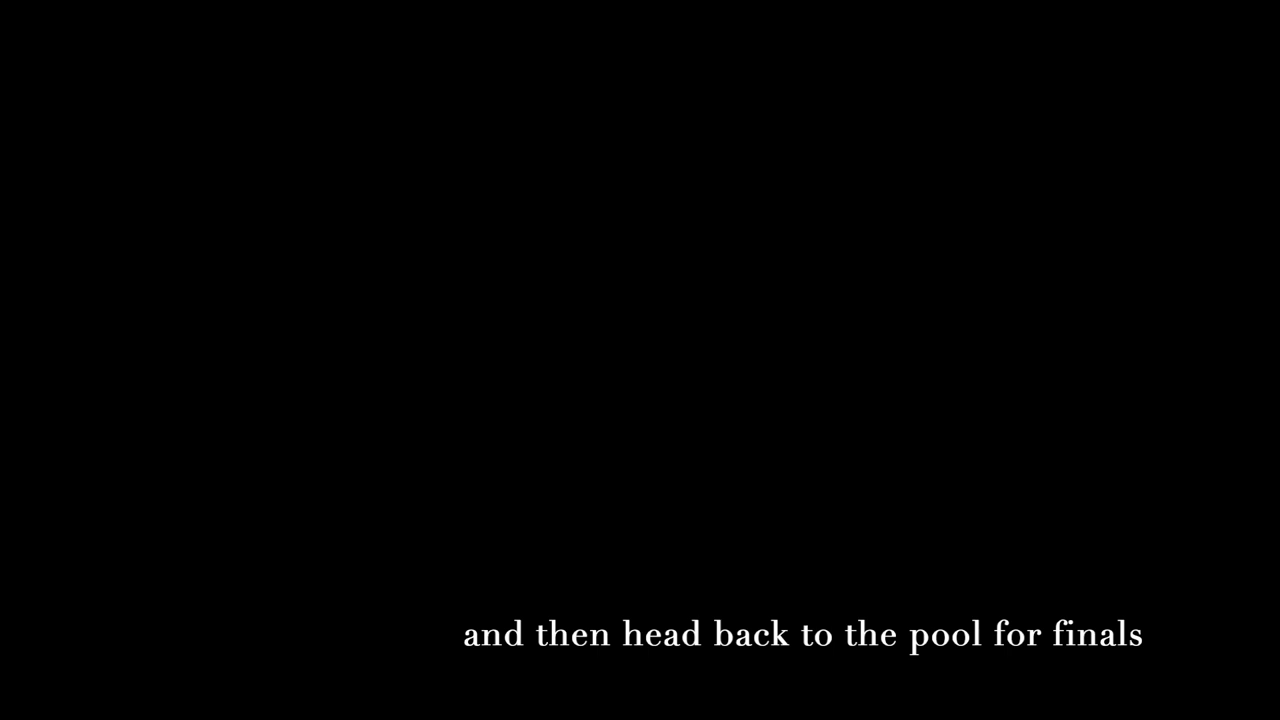 and then head back to the pool for finals